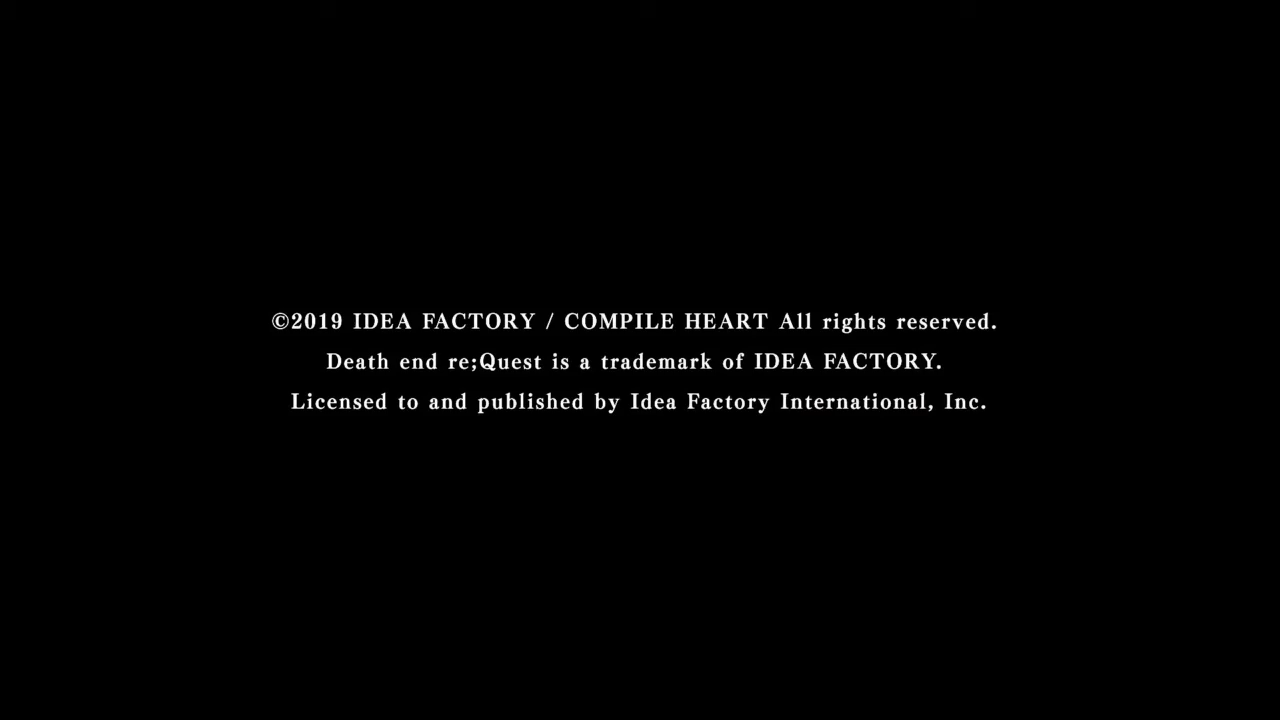 ©2019 IDEA FACTORY / COMPILE HEART All rights reserved.
Death end re;Quest is a trademark of IDEA FACTORY.
Licensed to and published by Idea Factory International, Inc.